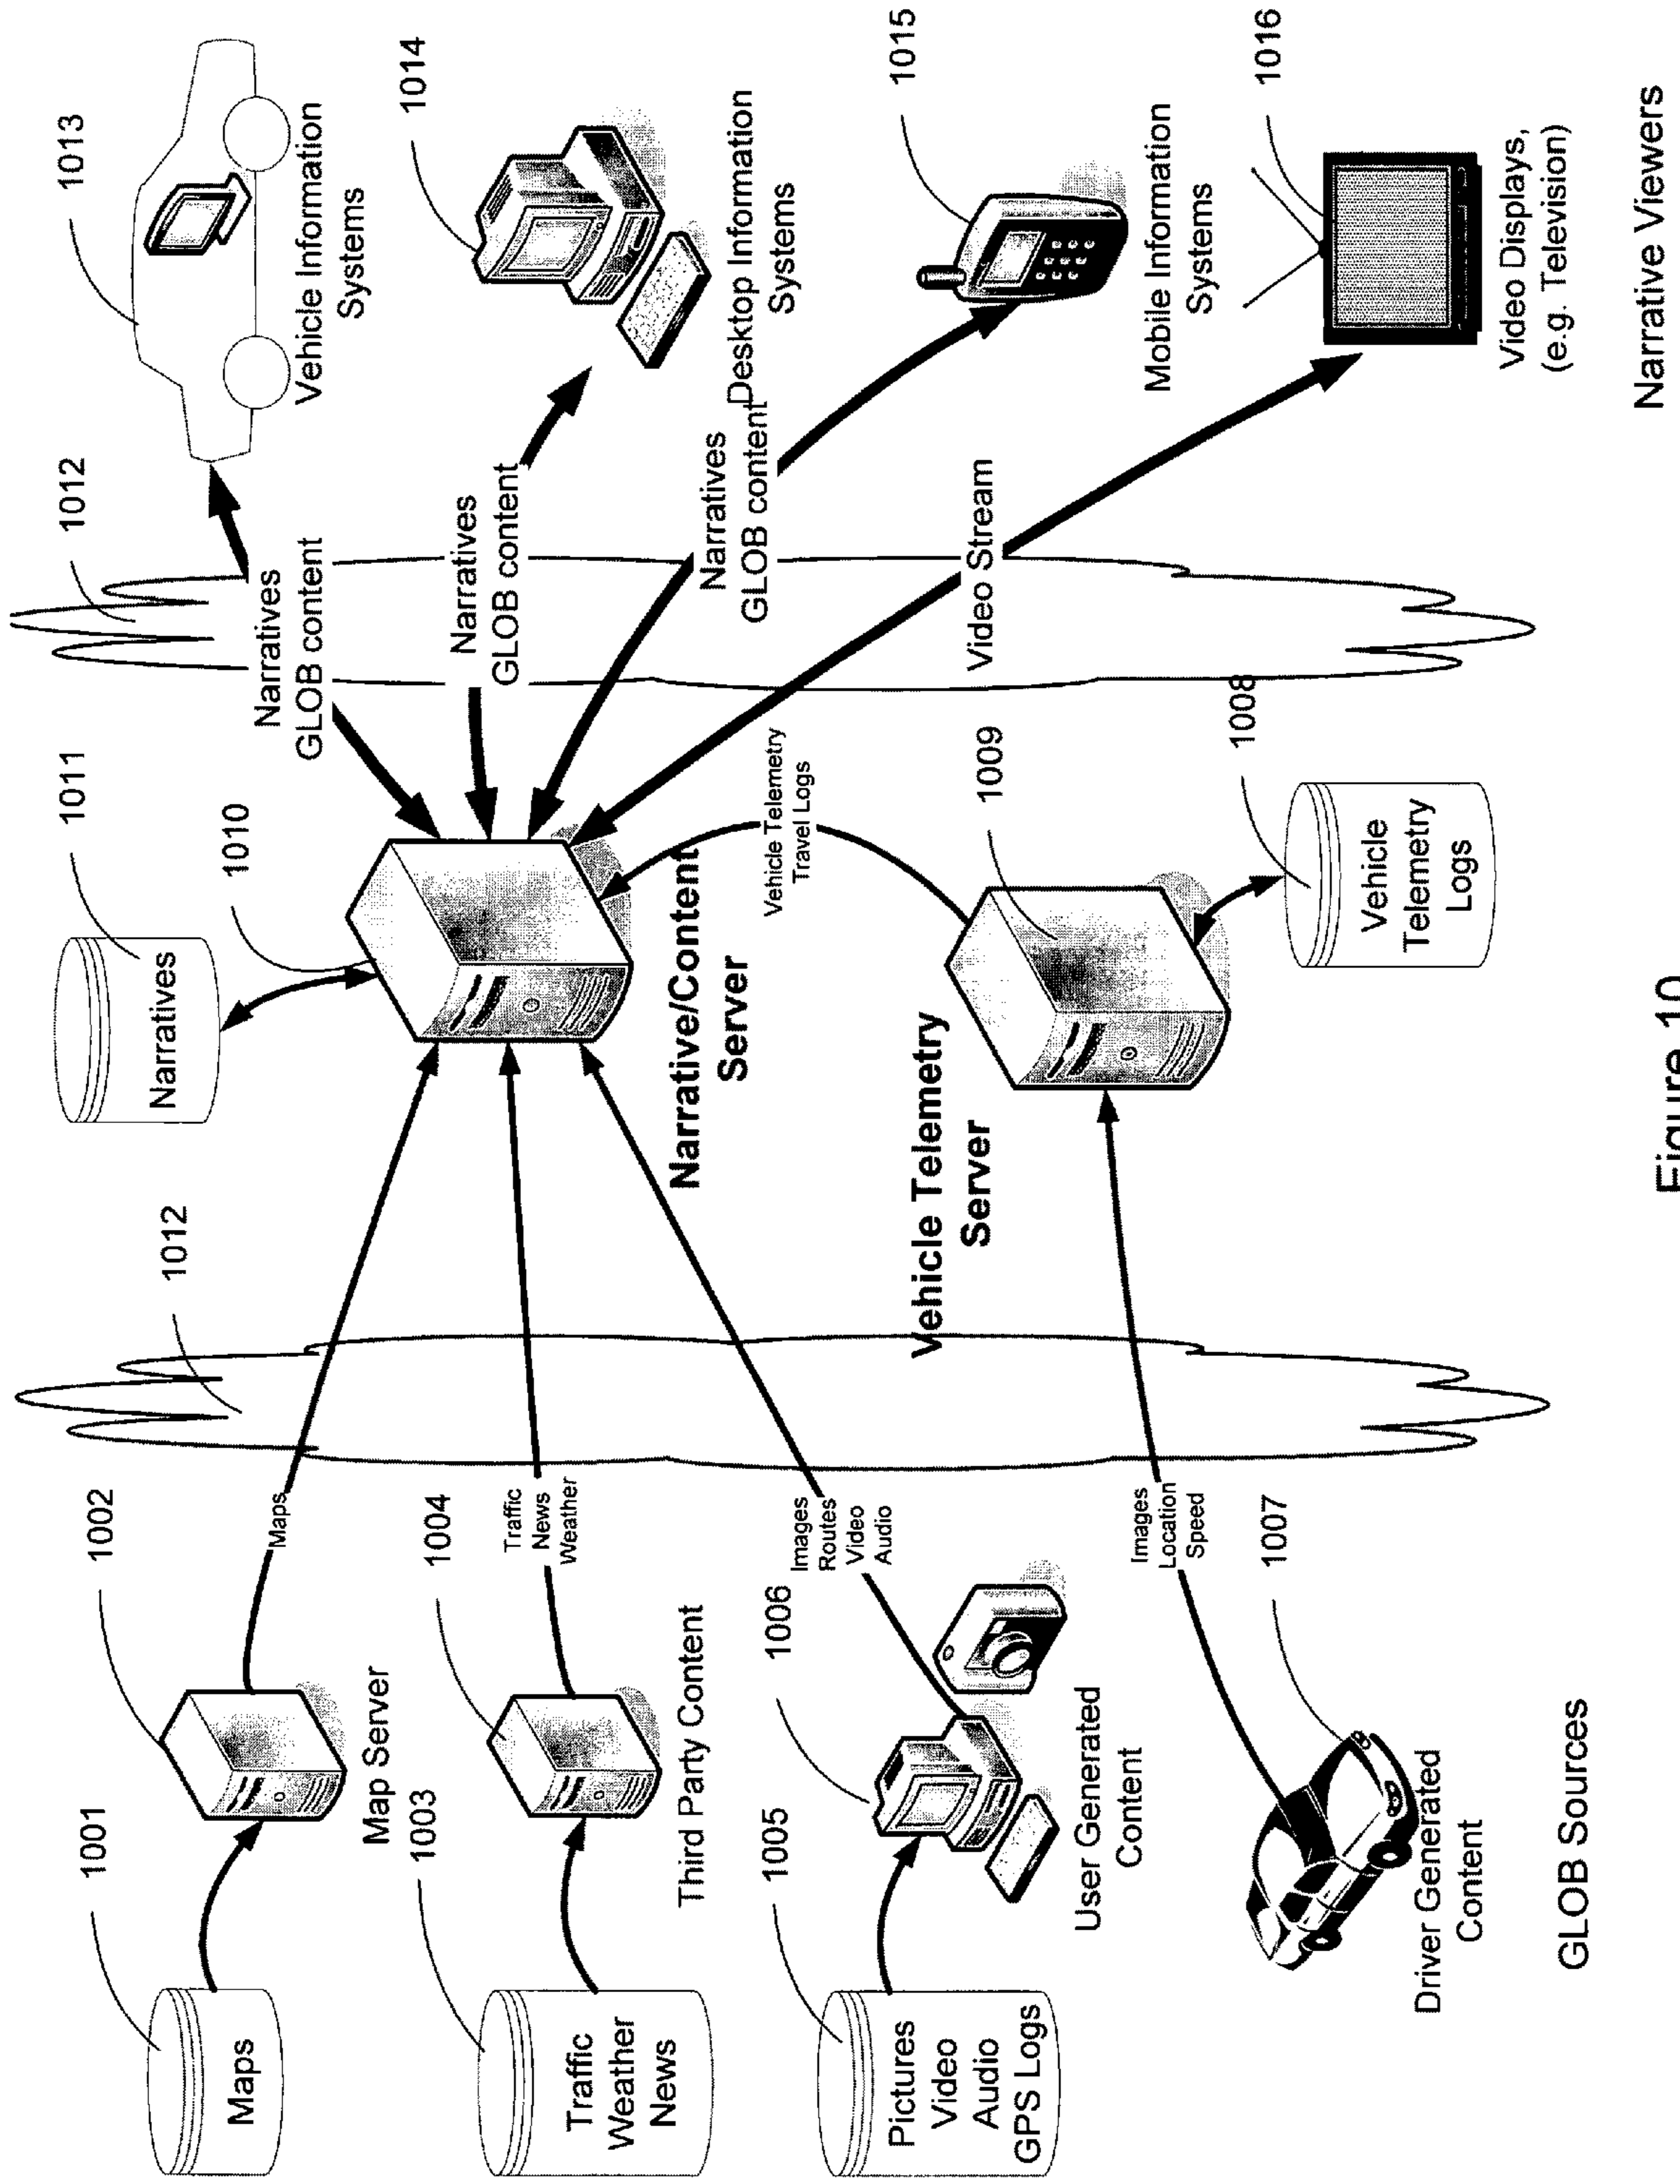 1001
1002
1012
1011
1010
1012
1013
Maps
Maps
Narratives
Narratives
GLOB content
Vehicle Information
Systems
Map Server
1003
1004
Traffic
Weather
News
Traffic
News
Weather
Third Party Content
Narrative/Content
Server
Narratives
GLOB content
1014
Desktop Information
Systems
1005
1006
Pictures
Video
Audio
GPS Logs
Images
Routes
Video
Audio
User Generated
Content
Vehicle Telemetry
Travel Logs
Narratives
GLOB content
1015
Mobile Information
Systems
Vehicle Telemetry
Server
1009
Video Stream
1007
Images
Location
Speed
Driver Generated
Content
1008
Vehicle
Telemetry
Logs
1016
Video Displays,
(e.g. Television)
GLOB Sources
Narrative Viewers
Figure 10